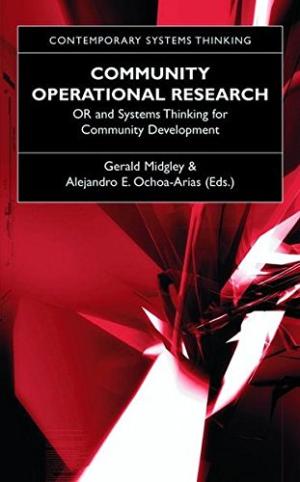 CONTEMPORARY SYSTEMS THINKING
COMMUNITY
OPERATIONAL RESEARCH
OR and Systems Thinking for
Community Development
Gerald Midgley &
Alejandro E. Ochoa-Arias (Eds.)